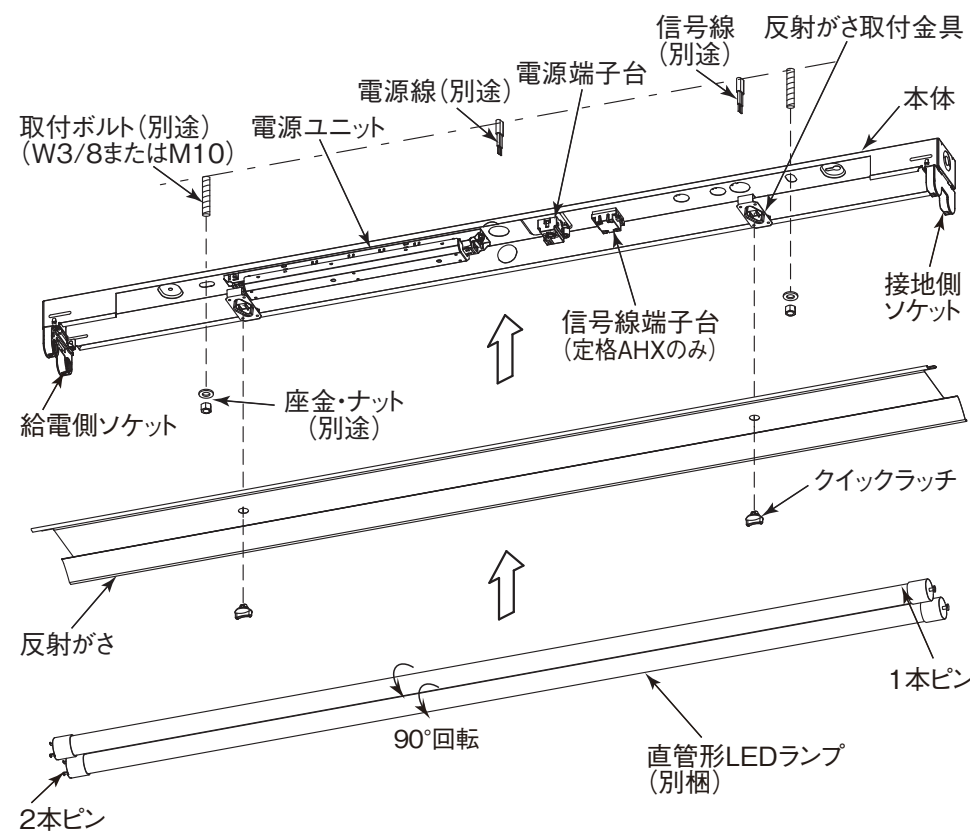 信号線
（別途）
反射がさ取付金具
電源端子台
電源線（別途）
本体
取付ボルト（別途）
（W3/8またはM10）
電源ユニット
接地側
ソケット
信号線端子台
（定格AHXのみ）
座金・ナット
（別途）
給電側ソケット
クイックラッチ
反射がさ
1本ピン
90°回転
直管形LEDランプ
（別梱）
2本ピン